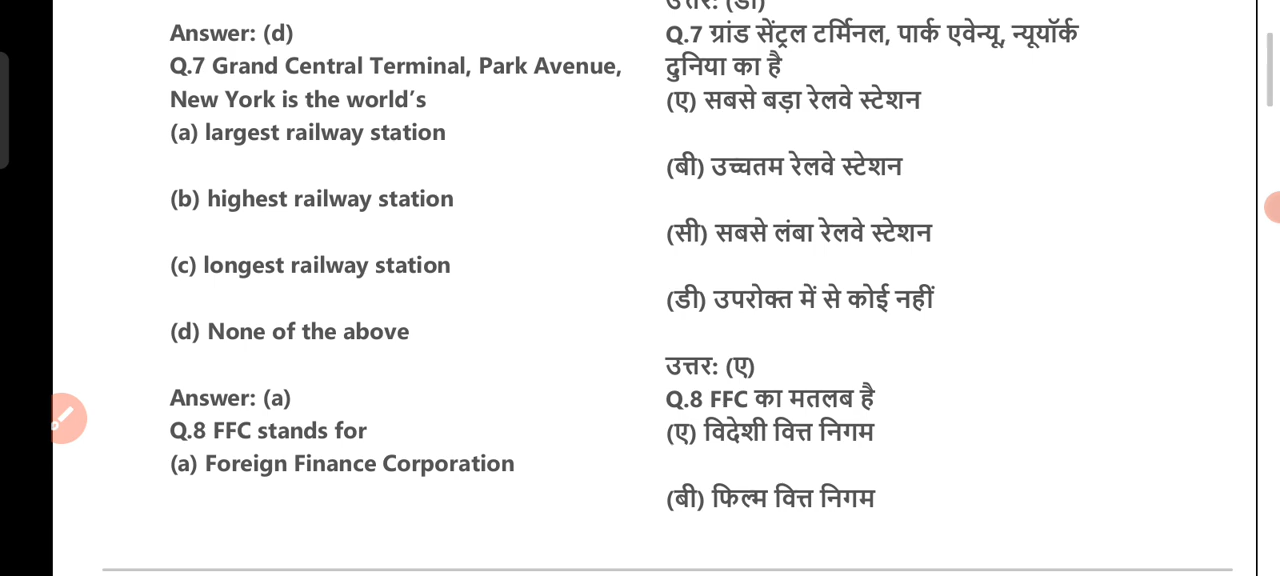 Answer: (d)
Q.7 Grand Central Terminal, Park Avenue,
New York is the world’s
(a) largest railway station
(b) highest railway station
(c) longest railway station
(d) None of the above
Answer: (a)
Q.8 FFC stands for
(a) Foreign Finance Corporation
उत्तर: (डी)
Q.7 ग्रांड सेंट्रल टर्मिनल, पार्क एवेन्यू, न्यूयॉर्क
दुनिया का है
(ए) सबसे बड़ा रेलवे स्टेशन
(बी) उच्चतम रेलवे स्टेशन
(सी) सबसे लंबा रेलवे स्टेशन
(डी) उपरोक्त में से कोई नहीं
उत्तर: (ए)
Q.8 FFC का मतलब है
(ए) विदेशी वित्त निगम
(बी) फिल्म वित्त निगम